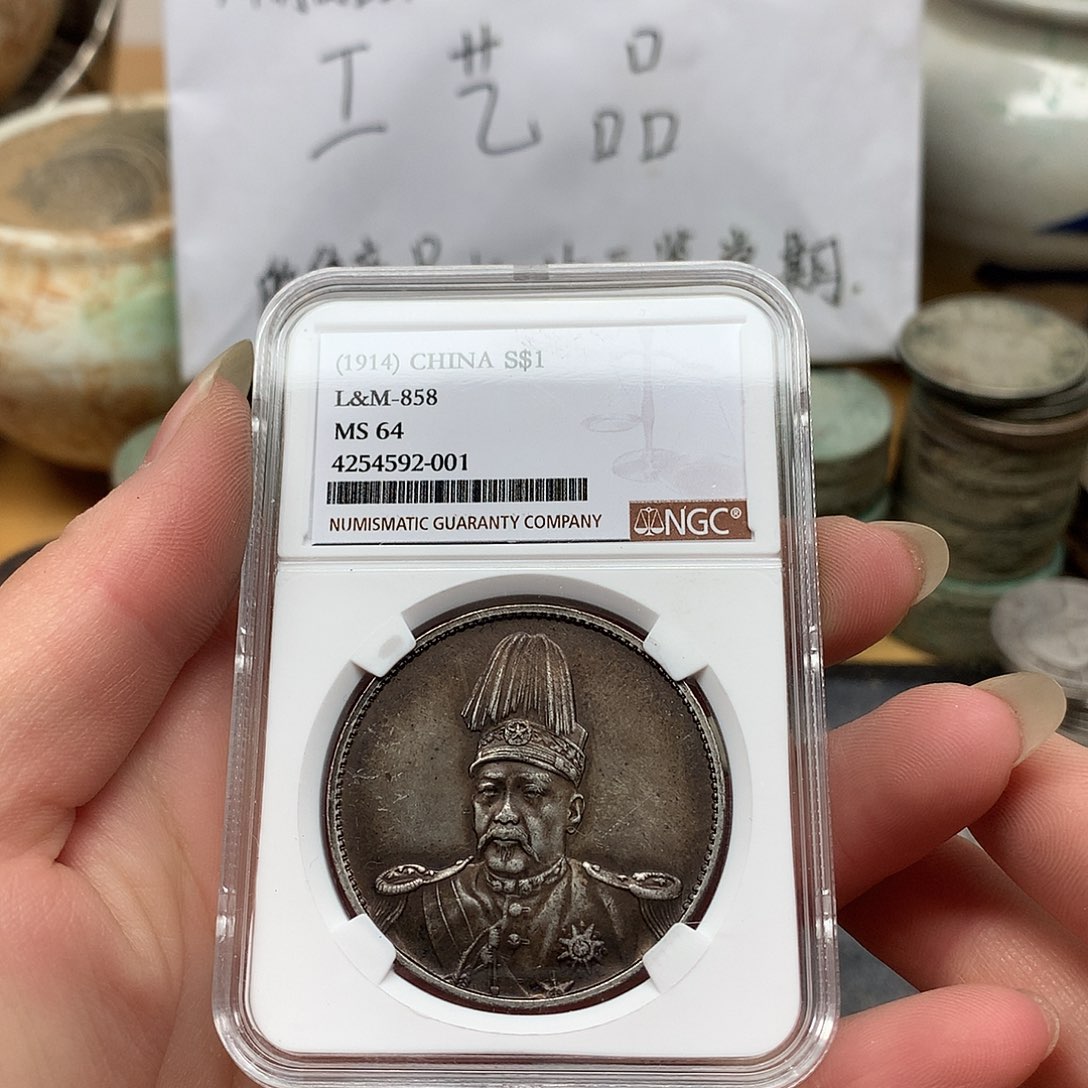 工艺品
(1914) CHINA S$1
L&M-858
MS 64
4254592-001
NUMISMATIC GUARANTY COMPANY NGC®